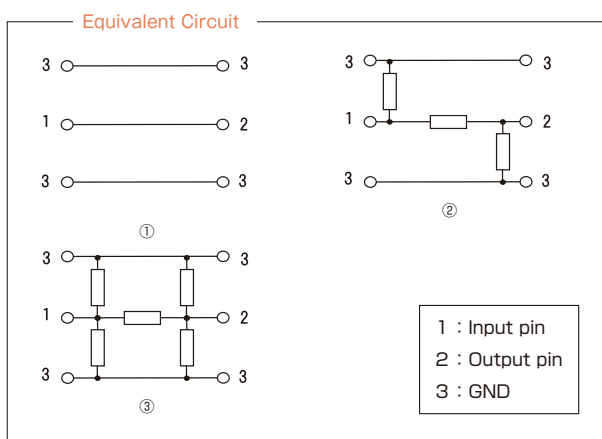 Equivalent Circuit
3 3 3 3
1 2 1 2
3 3 3 3
① ②
3 3
1 2
3 3
③
1：Input pin
2：Output pin
3：GND